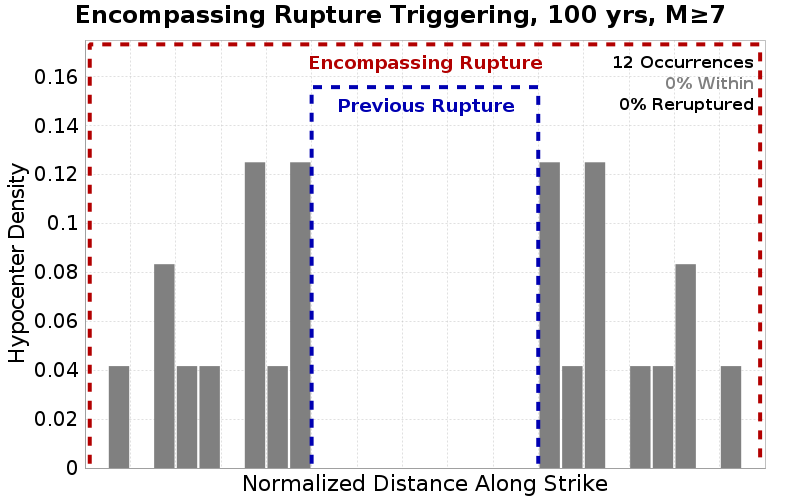 Encompassing Rupture Triggering, 100 yrs, M≥7
Encompassing Rupture
12 Occurrences
0% Within
Previous Rupture
0% Reruptured
Hypocenter Density
0.16
0.14
0.12
0.1
0.08
0.06
0.04
0.02
0
Normalized Distance Along Strike